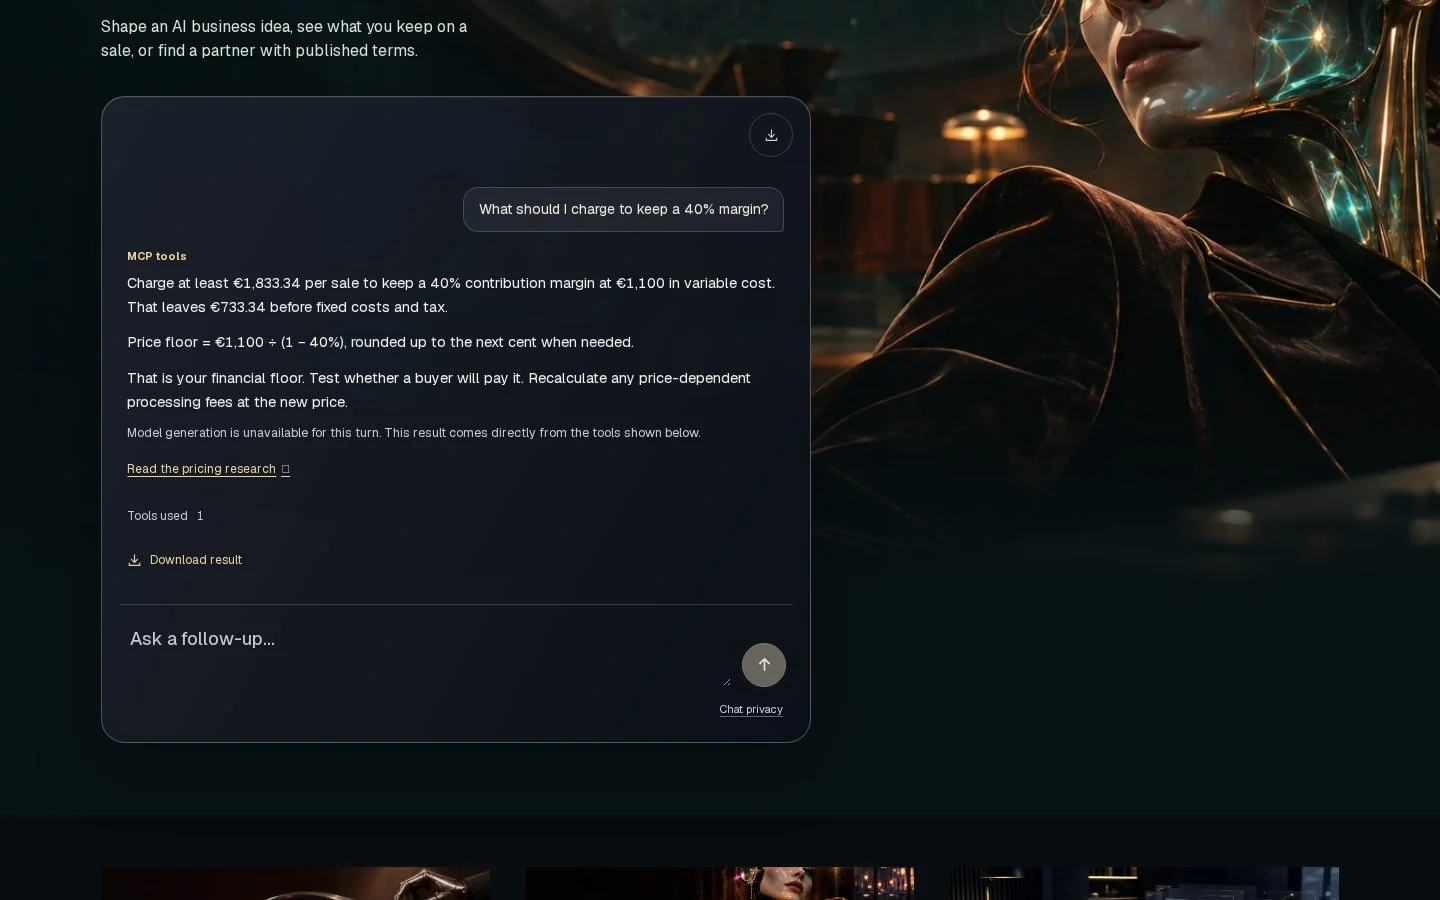 Shape an AI business idea, see what you keep on a
sale, or find a partner with published terms.
What should I charge to keep a 40% margin?
MCP tools
Charge at least €1,833.34 per sale to keep a 40% contribution margin at €1,100 in variable cost.
That leaves €733.34 before fixed costs and tax.
Price floor = €1,100 ÷ (1 − 40%), rounded up to the next cent when needed.
That is your financial floor. Test whether a buyer will pay it. Recalculate any price-dependent
processing fees at the new price.
Model generation is unavailable for this turn. This result comes directly from the tools shown below.
Read the pricing research
Tools used 1
Download result
Ask a follow-up...
Chat privacy